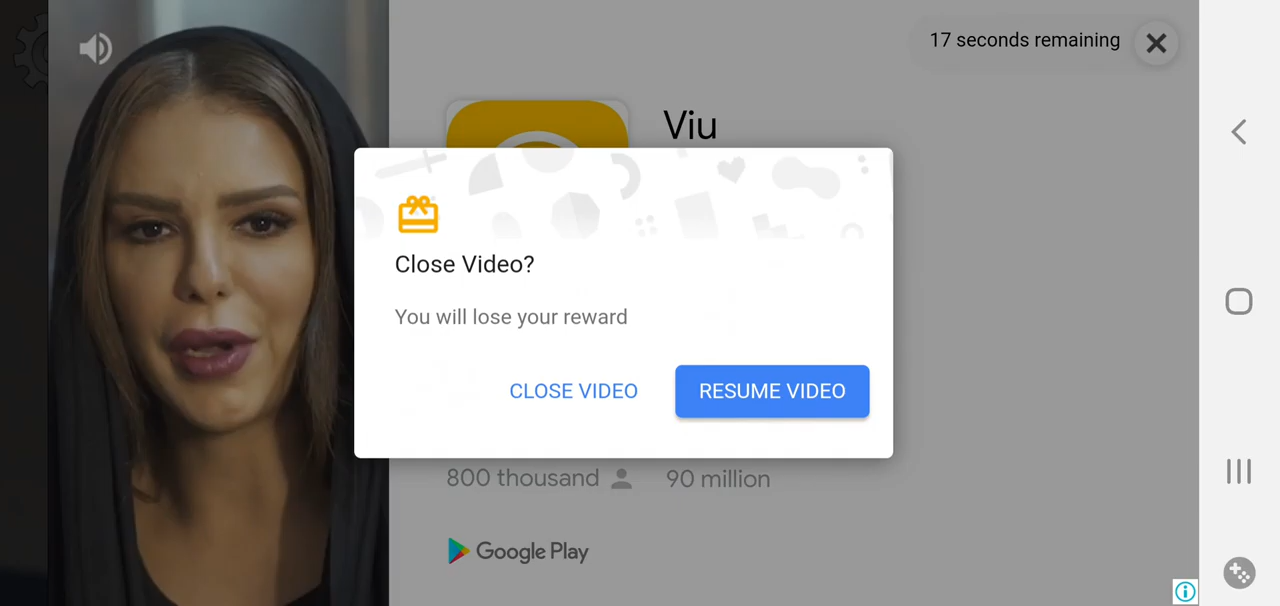 17 seconds remaining
Viu
Close Video?
You will lose your reward
CLOSE VIDEO
RESUME VIDEO
800 thousand
90 million
Google Play